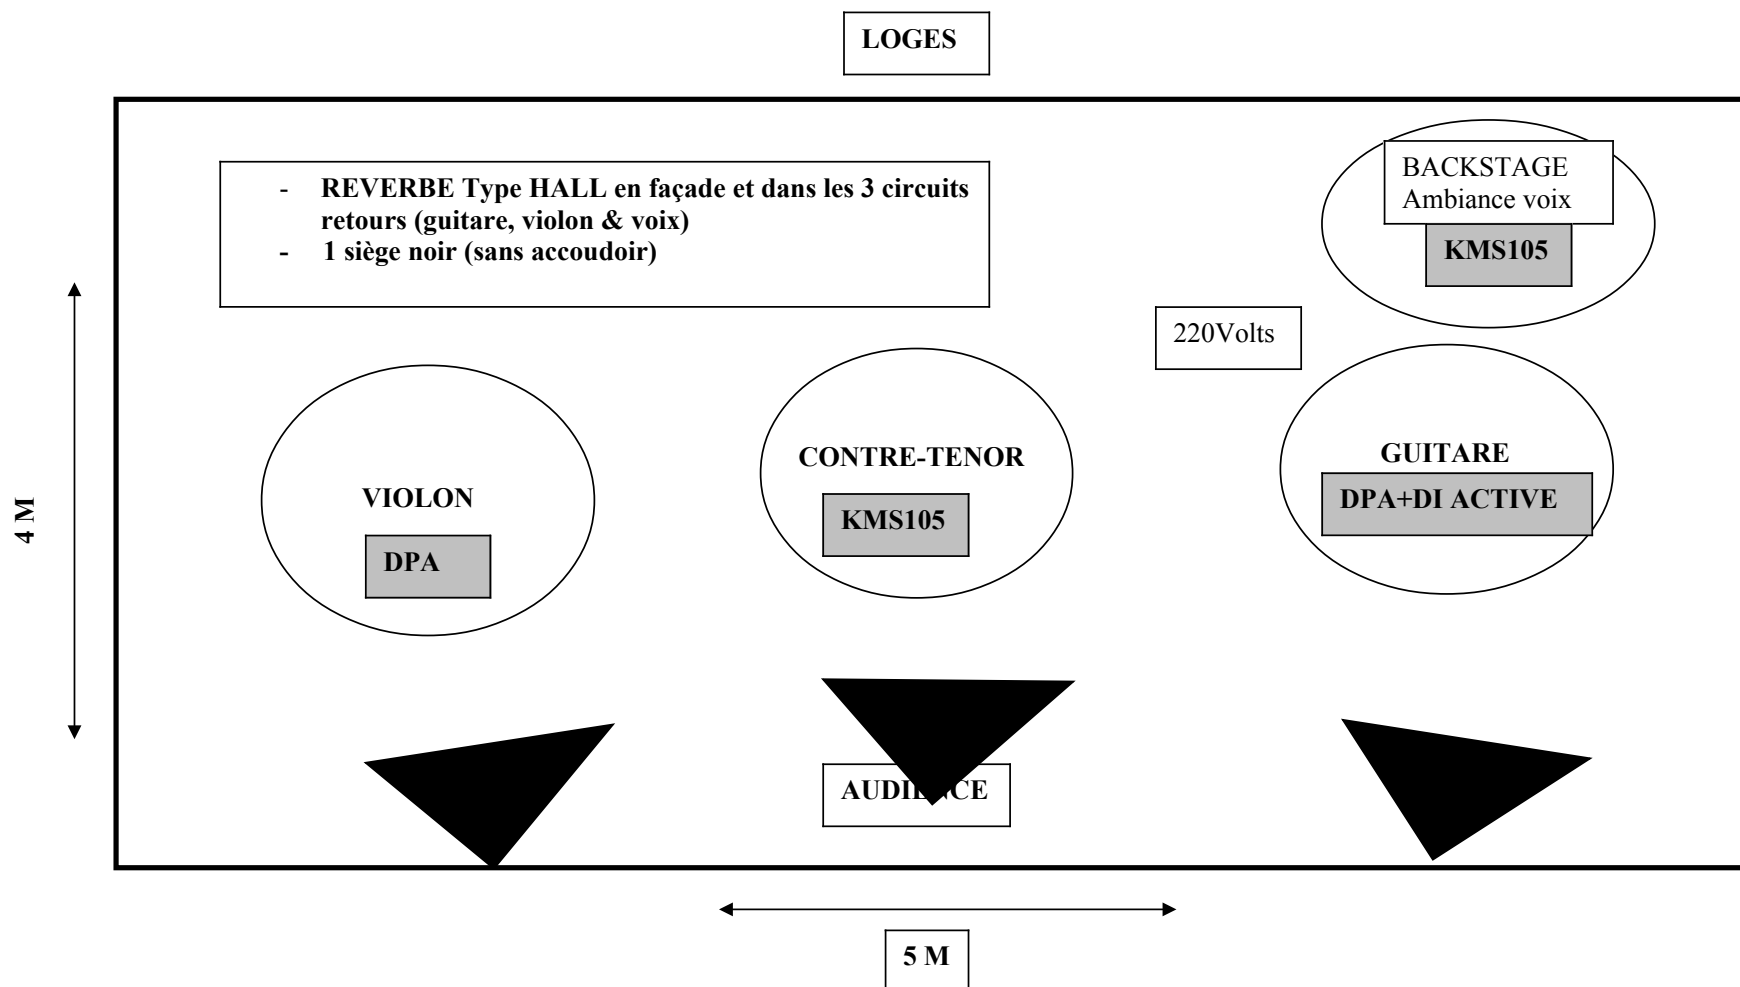 LOGES
BACKSTAGE
Ambiance voix
KMS105
- REVERBE Type HALL en façade et dans les 3 circuits
retours (guitare, violon & voix)
- 1 siège noir (sans accoudoir)
220Volts
VIOLON
DPA
CONTRE-TENOR
KMS105
GUITARE
DPA+DI ACTIVE
4 M
AUDIENCE
5 M